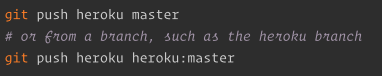 git push heroku master
# or from a branch, such as the heroku branch
git push heroku heroku:master